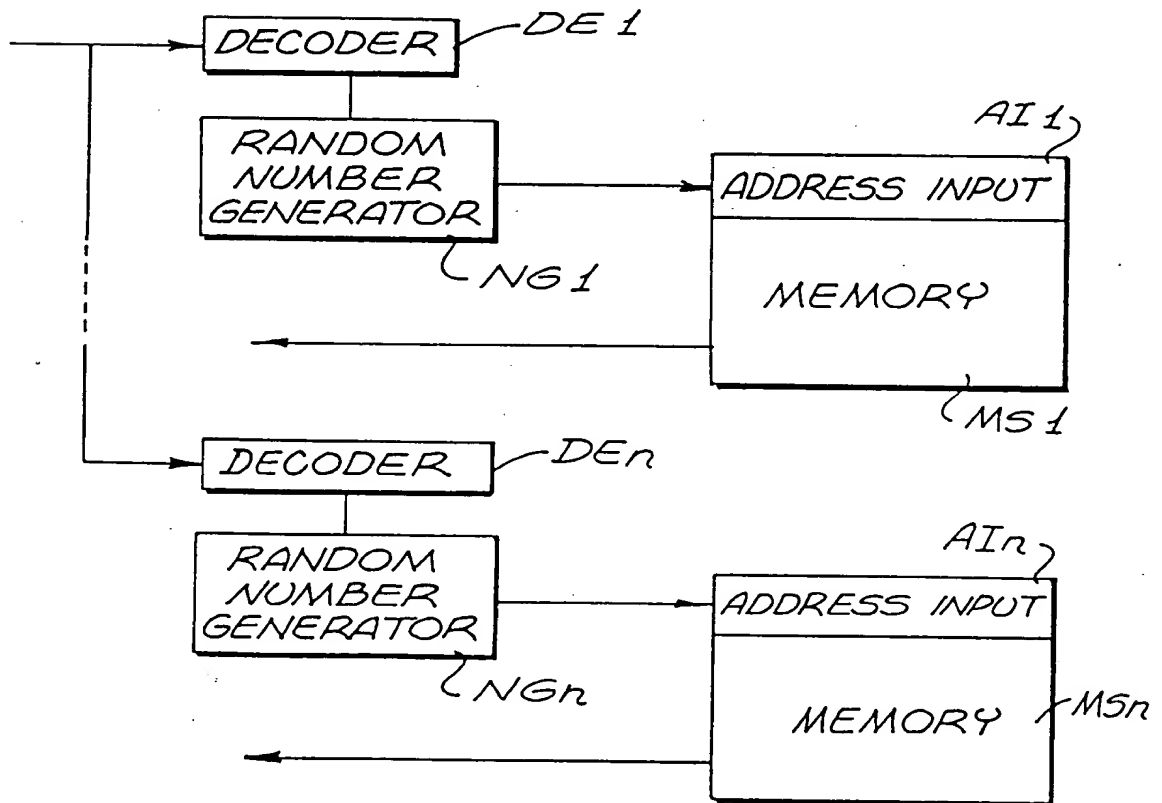 DECODER
DE 1
RANDOM
NUMBER
GENERATOR
NG 1
AI 1
ADDRESS INPUT
MEMORY
MS 1
DECODER
DEn
RANDOM
NUMBER
GENERATOR
NGn
AIn
ADDRESS INPUT
MEMORY
MSn